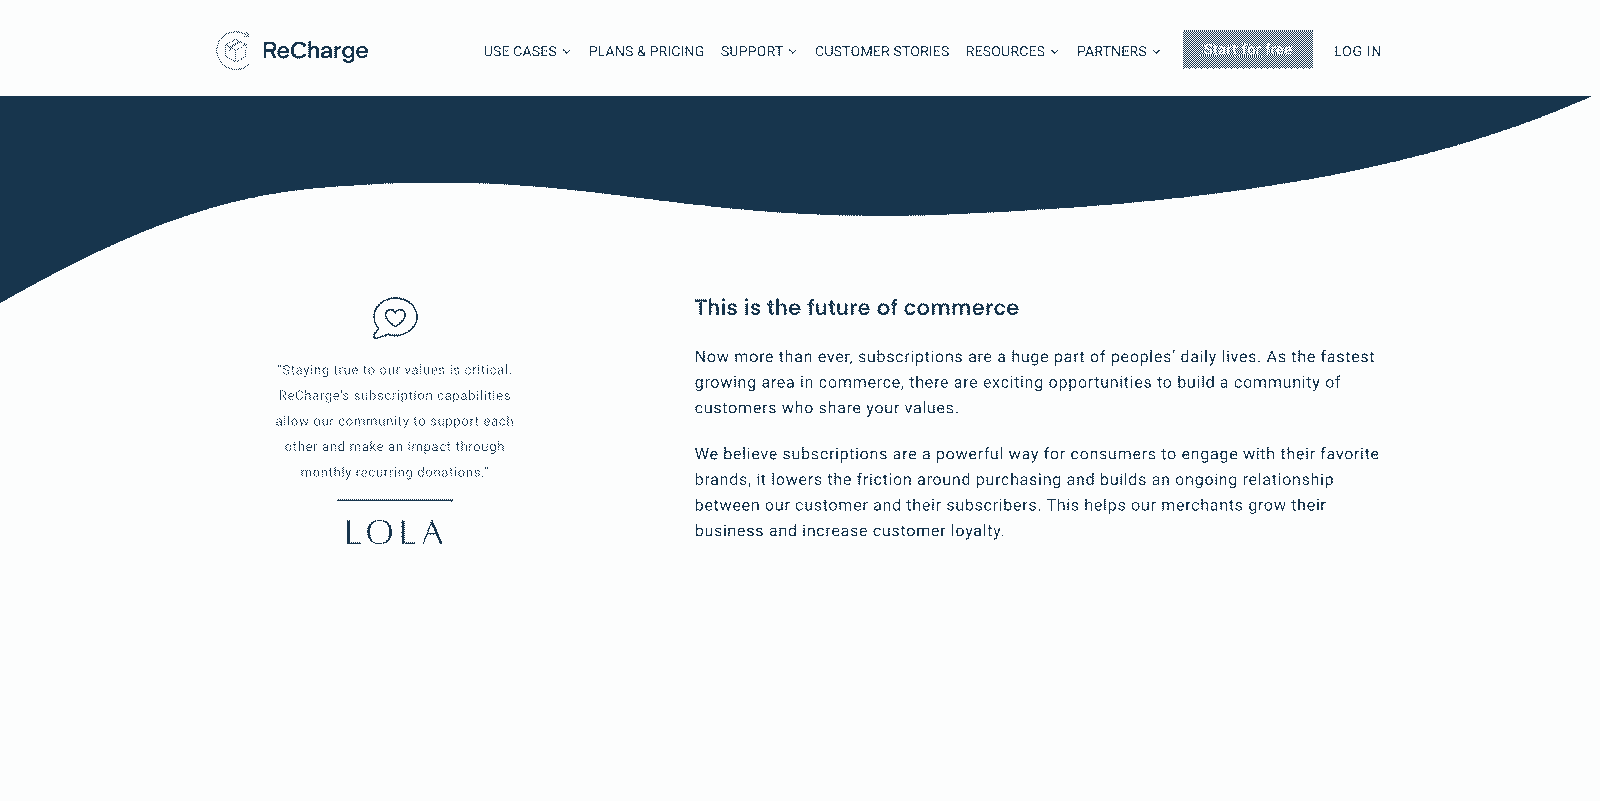 ReCharge
USE CASES
PLANS & PRICING
SUPPORT
CUSTOMER STORIES
RESOURCES
PARTNERS
Start for free
LOG IN
"Staying true to our values is critical.
ReCharge's subscription capabilities
allow our community to support each
other and make an impact through
monthly recurring donations."
LOLA
This is the future of commerce
Now more than ever, subscriptions are a huge part of peoples' daily lives. As the fastest
growing area in commerce, there are exciting opportunities to build a community of
customers who share your values.
We believe subscriptions are a powerful way for consumers to engage with their favorite
brands, it lowers the friction around purchasing and builds an ongoing relationship
between our customer and their subscribers. This helps our merchants grow their
business and increase customer loyalty.